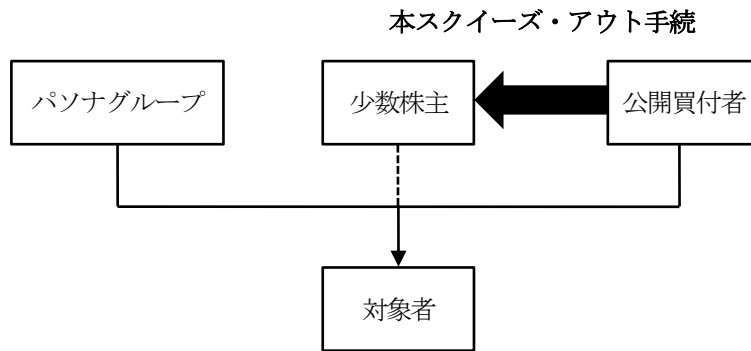 本スクイーズ・アウト手続
パソナグループ
少数株主
公開買付者
対象者